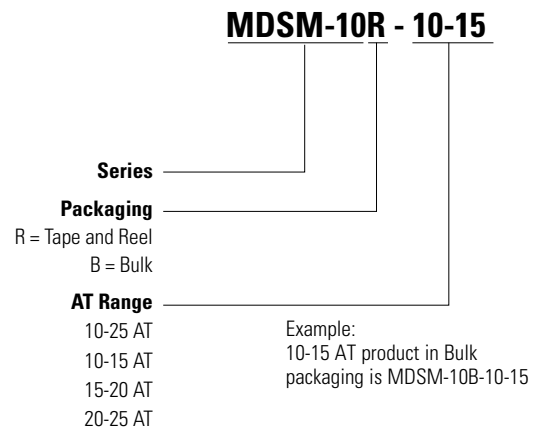 MDSM-10R - 10-15
Series
Packaging
R = Tape and Reel
B = Bulk
AT Range
10-25 AT
10-15 AT
15-20 AT
20-25 AT
Example:
10-15 AT product in Bulk
packaging is MDSM-10B-10-15